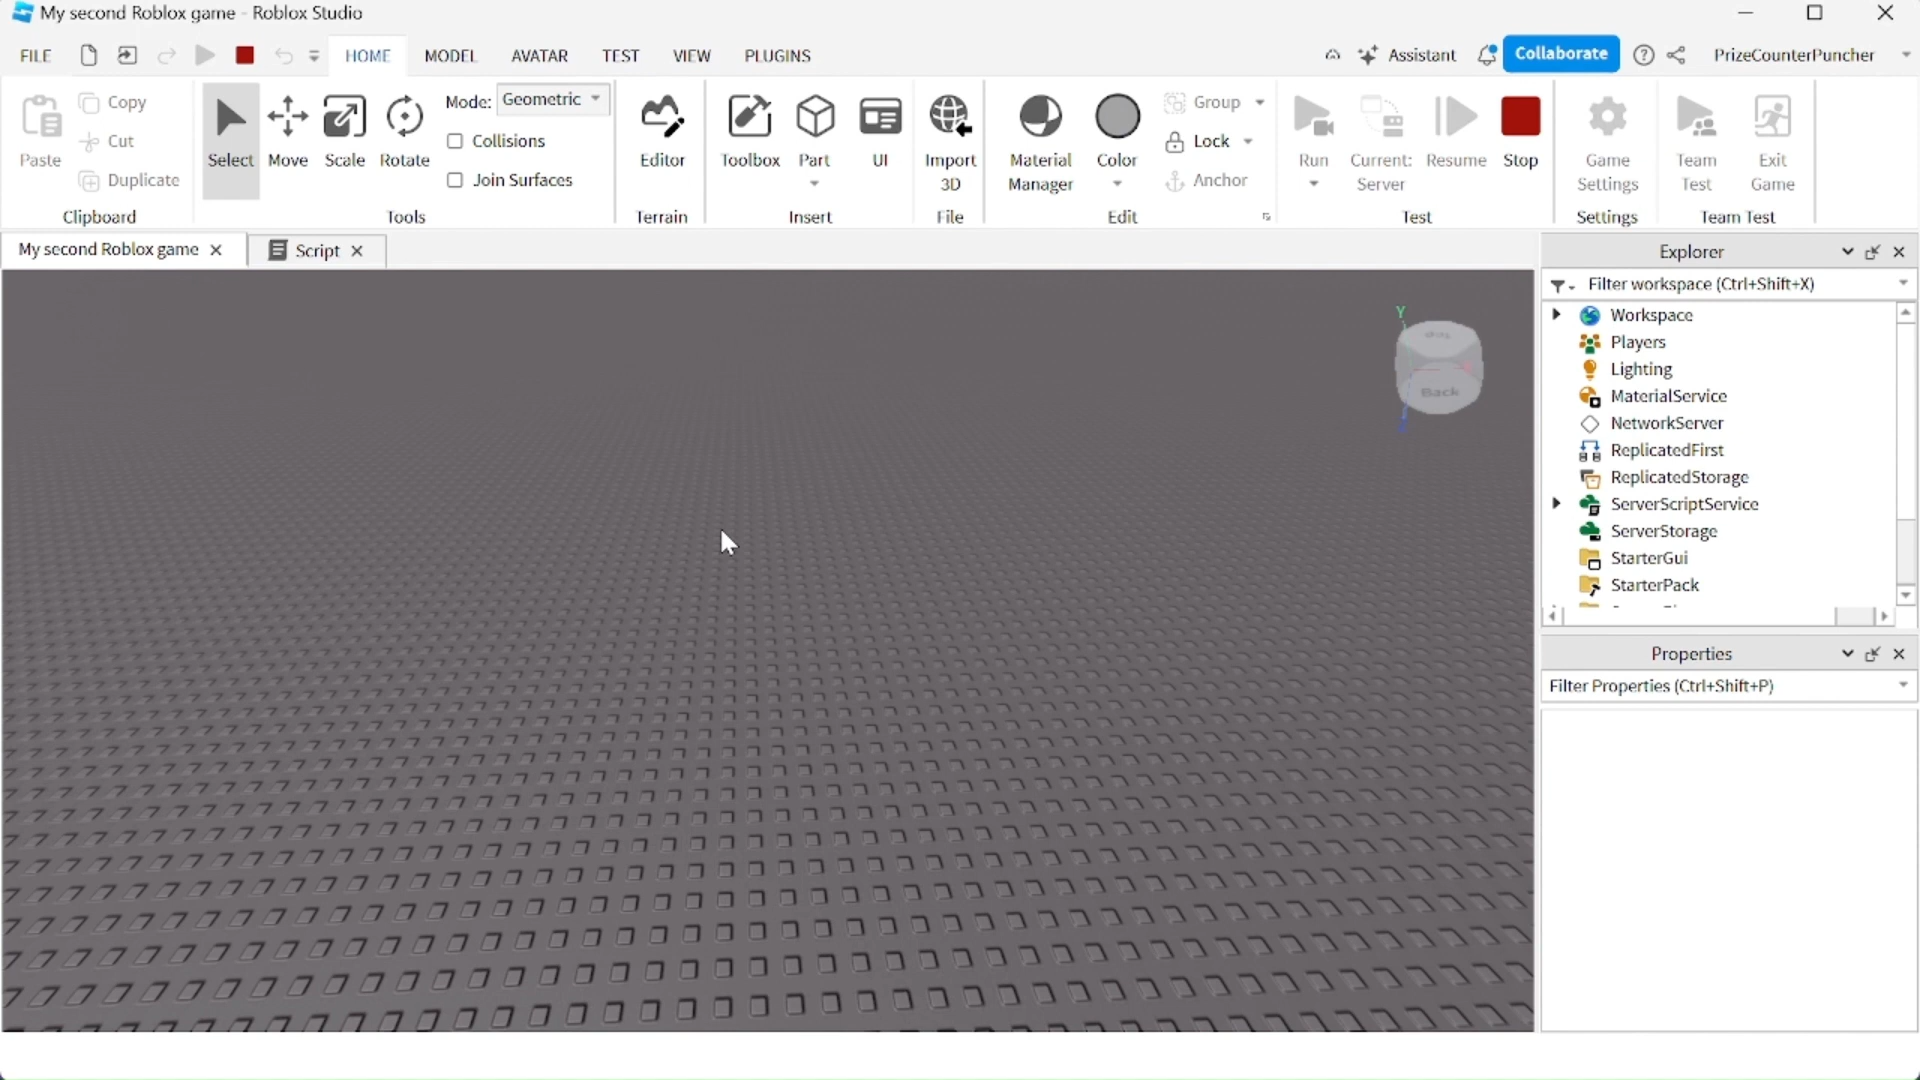 My second Roblox game - Roblox Studio
FILE HOME MODEL AVATAR TEST VIEW PLUGINS Assistant Collaborate PrizeCounterPuncher
Paste Copy Cut Duplicate
Clipboard
Select Move Scale Rotate
Mode: Geometric
Collisions
Join Surfaces
Tools
Editor
Terrain
Toolbox Part UI
Insert
Import
3D
File
Material
Manager
Color
Group
Lock
Anchor
Edit
Run
Current:
Server
Resume
Stop
Test
Game
Settings
Settings
Team
Test
Exit
Game
Team Test
My second Roblox game
Script
Y
Back
Explorer
Filter workspace (Ctrl+Shift+X)
Workspace
Players
Lighting
MaterialService
NetworkServer
ReplicatedFirst
ReplicatedStorage
ServerScriptService
ServerStorage
StarterGui
StarterPack
Properties
Filter Properties (Ctrl+Shift+P)